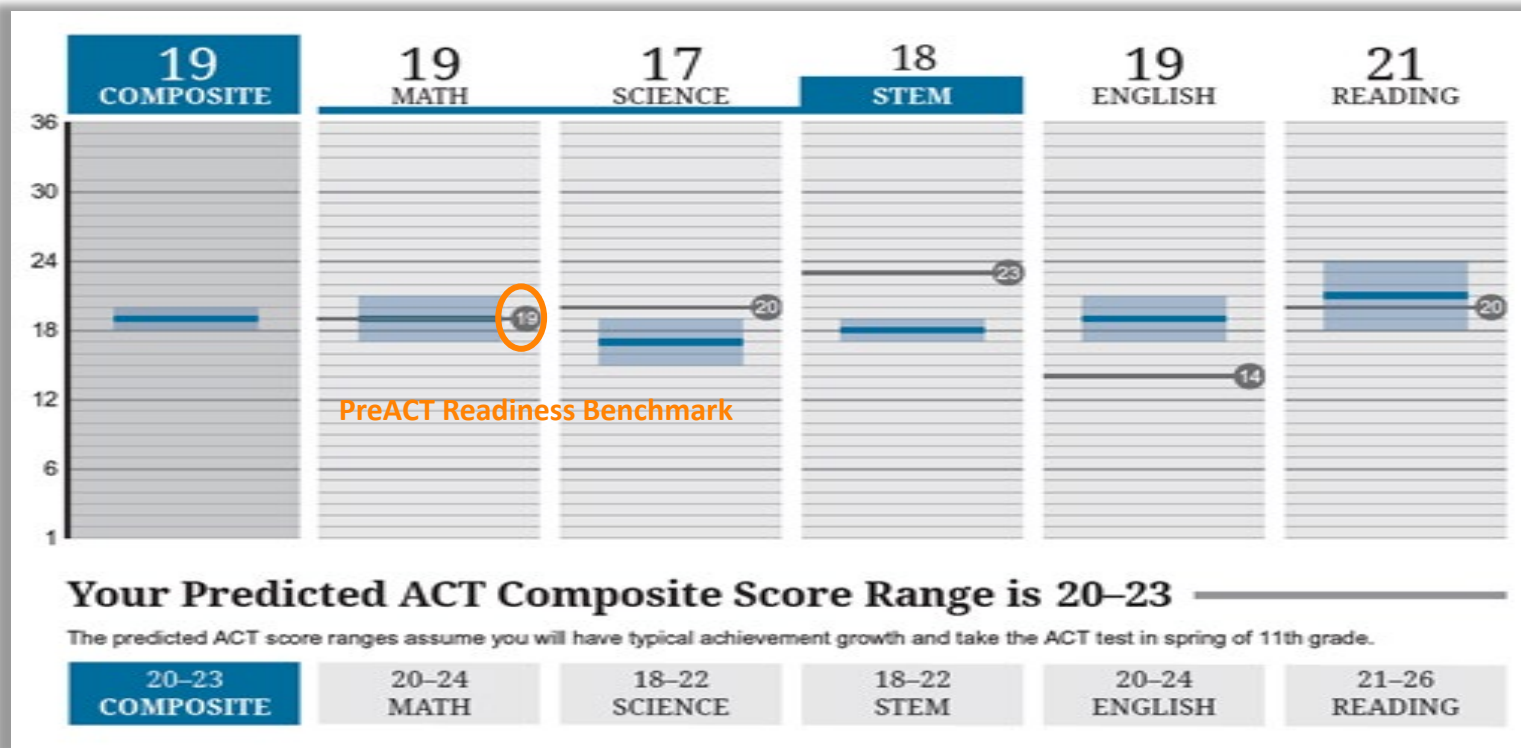 19 19 17 18 19 21
COMPOSITE MATH SCIENCE STEM ENGLISH READING
36
30
24
23
20
20
19
18
14
12
PreACT Readiness Benchmark
6
1
Your Predicted ACT Composite Score Range is 20–23
The predicted ACT score ranges assume you will have typical achievement growth and take the ACT test in spring of 11th grade.
20–23 20–24 18–22 18–22 20–24 21–26
COMPOSITE MATH SCIENCE STEM ENGLISH READING